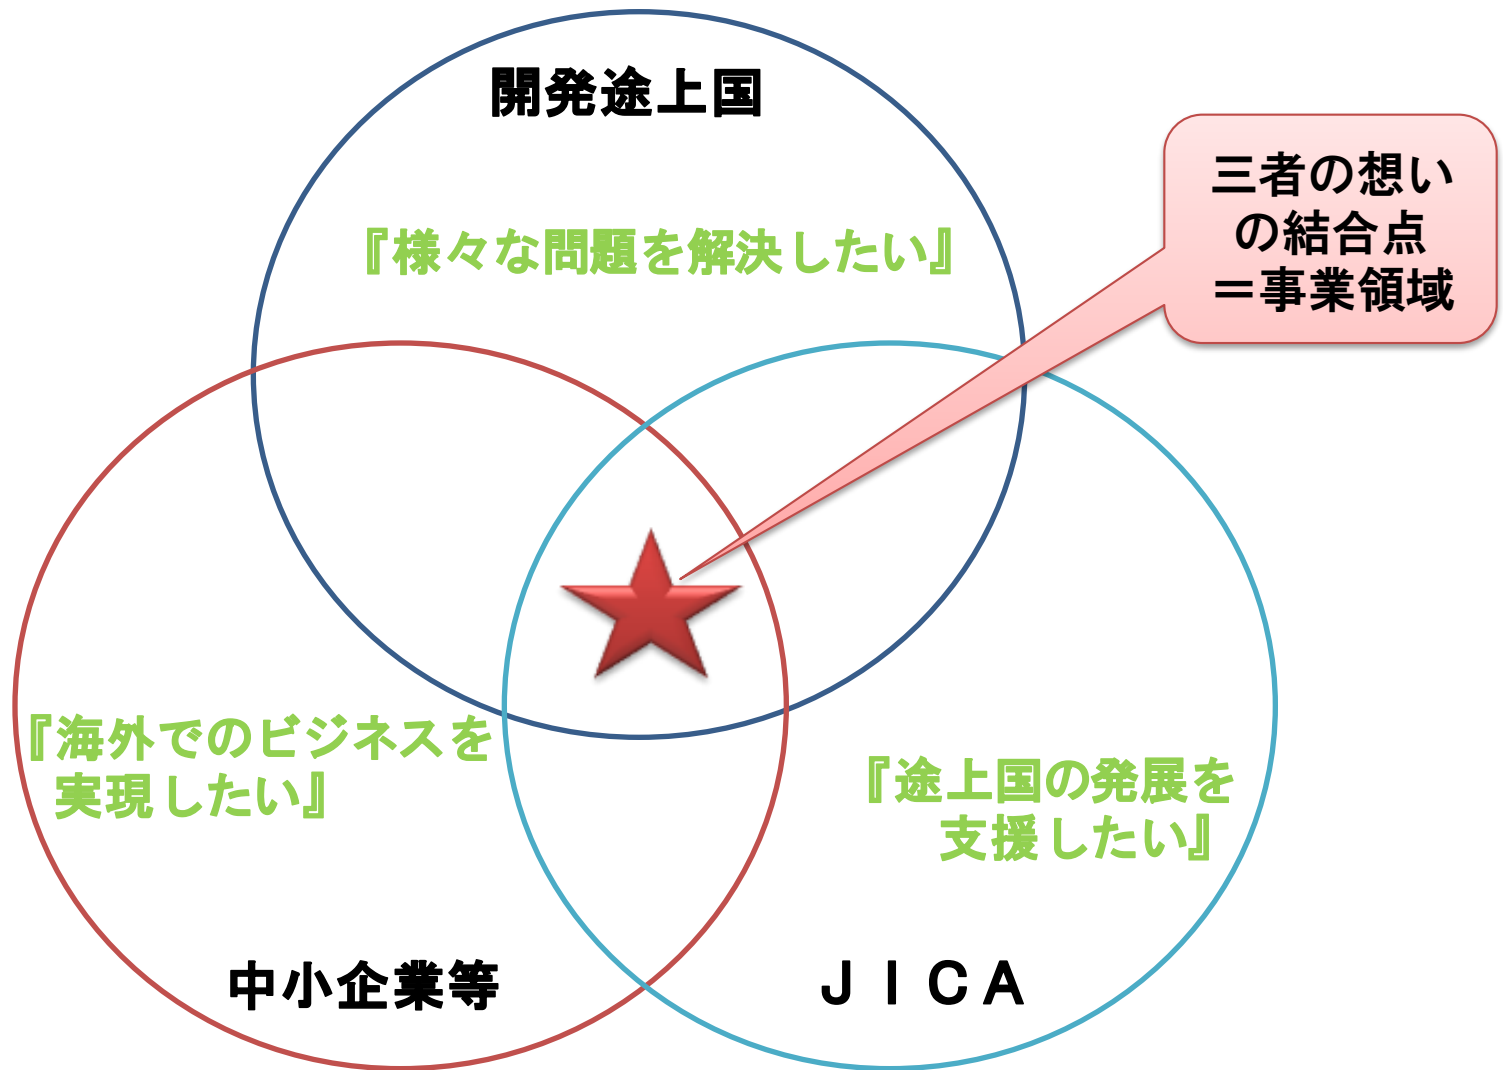 開発途上国
三者の想い
の結合点
＝事業領域
『様々な問題を解決したい』
『海外でのビジネスを
実現したい』
『途上国の発展を
支援したい』
中小企業等
ＪＩＣＡ